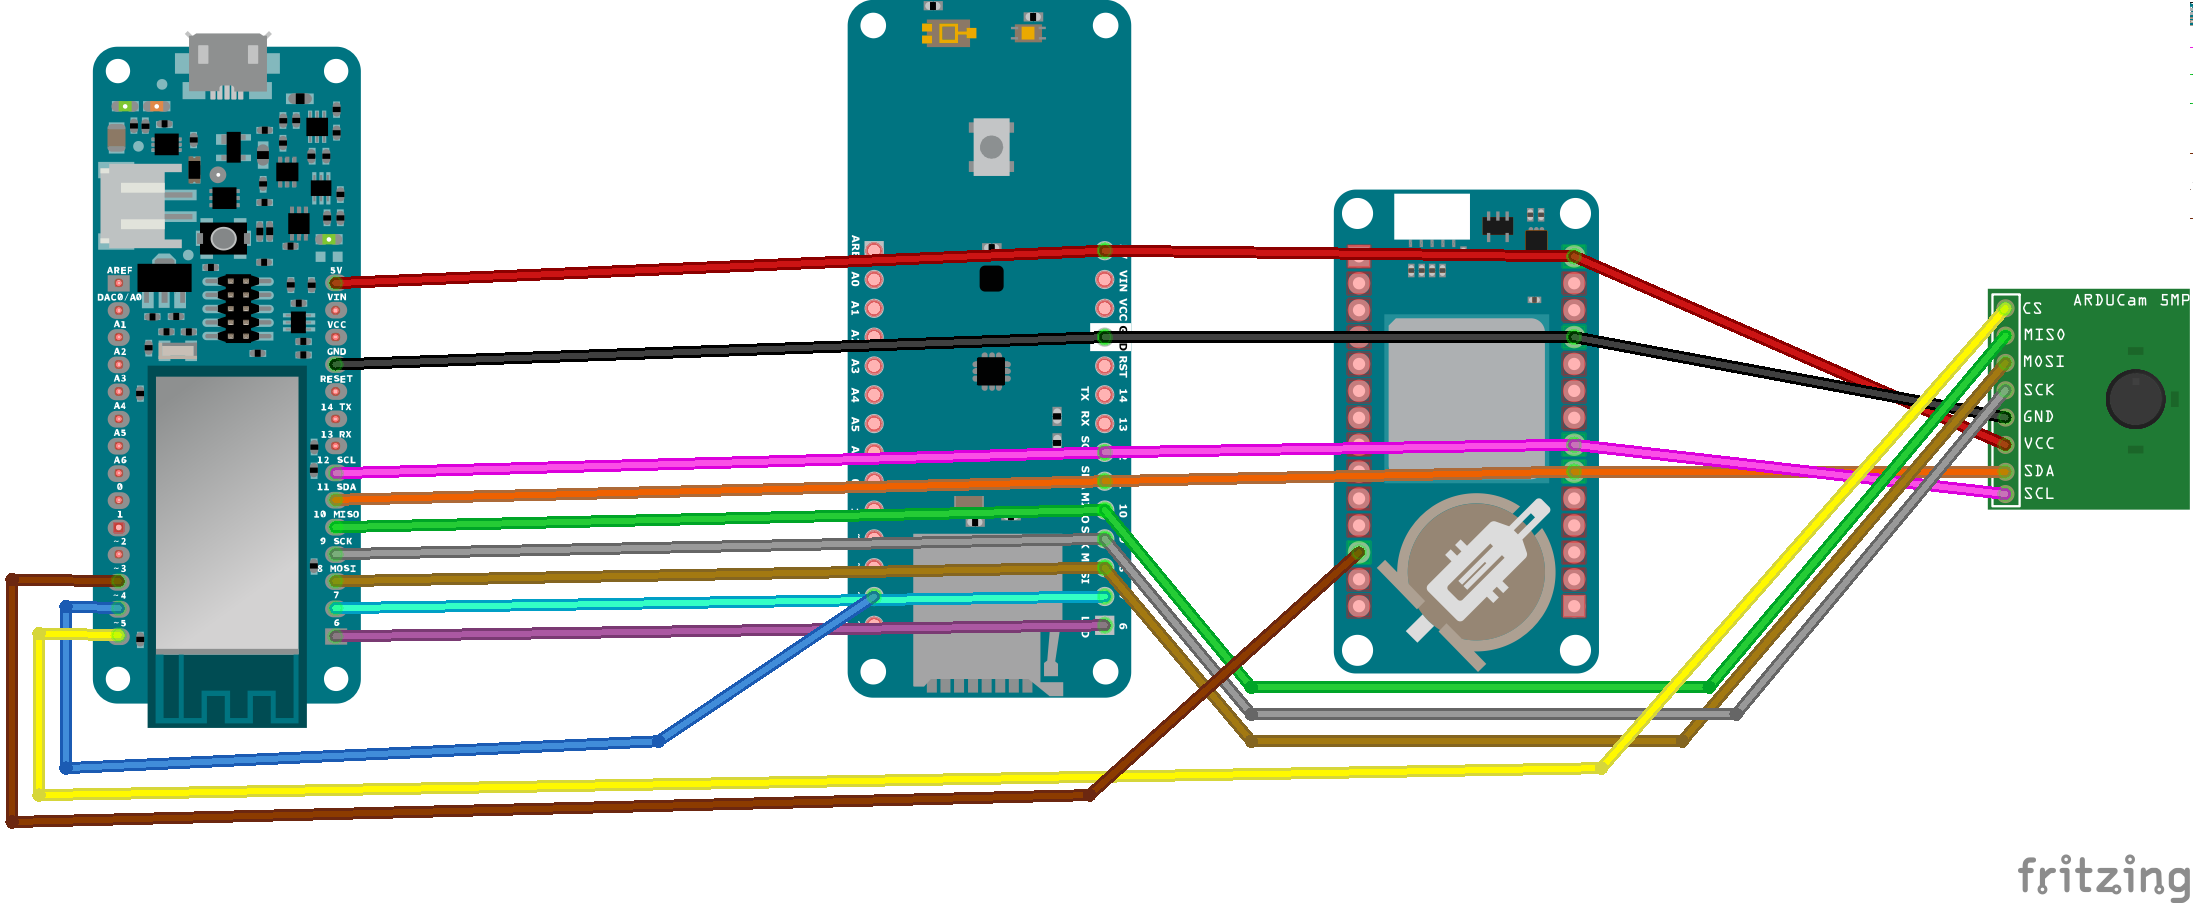 AREF
DAC0/A0
A1
A2
A3
A4
A5
A6
0
1
~2
~3
~4
~5
5V
VIN
VCC
GND
RESET
14 TX
13 RX
12 SCL
11 SDA
10 MISO
9 SCK
8 MOSI
7
6
A0
A1
A3
A4
A5
VIN
VCC
RST
TX
14
RX
13
10
6
ARDUCam 5MP
CS
MISO
MOSI
SCK
GND
VCC
SDA
SCL
fritzing